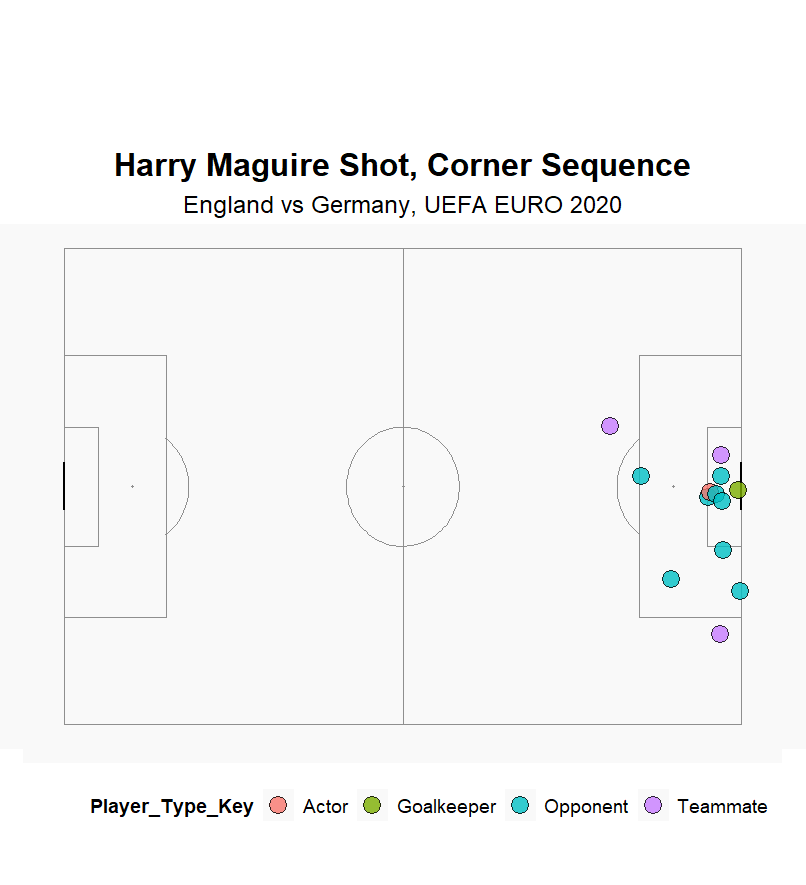 Harry Maguire Shot, Corner Sequence
England vs Germany, UEFA EURO 2020
Player_Type_Key Actor Goalkeeper Opponent Teammate